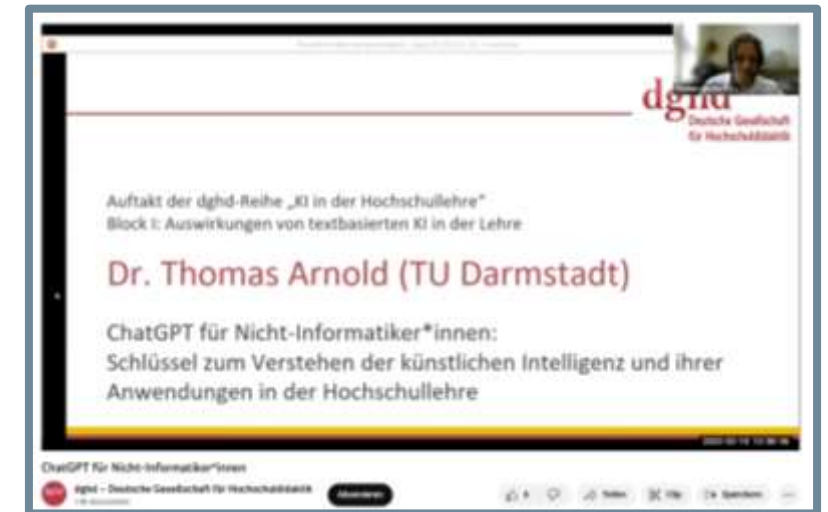 dghd
Deutsche Gesellschaft
für Hochschuldidaktik
Auftakt der dghd-Reihe „KI in der Hochschullehre“
Block I: Auswirkungen von textbasierten KI in der Lehre
Dr. Thomas Arnold (TU Darmstadt)
ChatGPT für Nicht-Informatiker*innen:
Schlüssel zum Verstehen der künstlichen Intelligenz und ihrer
Anwendungen in der Hochschullehre
ChatGPT für Nicht-Informatiker*innen
dghd – Deutsche Gesellschaft für Hochschuldidaktik
Abonnieren
Teilen
Clip
Speichern